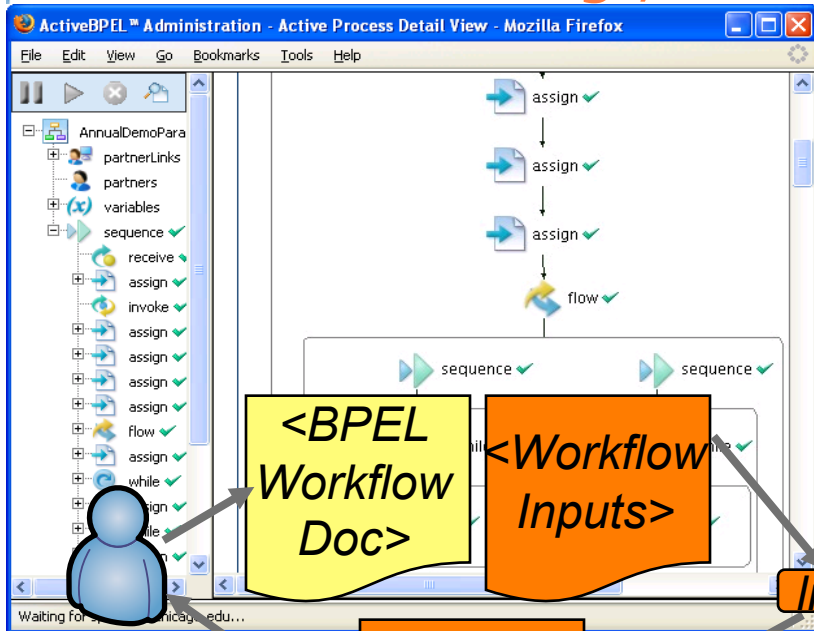 ActiveBPEL™ Administration - Active Process Detail View - Mozilla Firefox
File Edit View Go Bookmarks Tools Help
AnnualDemoPara
partnerLinks
partners
(x) variables
sequence
receive
assign
invoke
assign
assign
assign
assign
flow
assign
while
assign
assign
assign
flow
sequence
sequence
<BPEL
Workflow
Doc>
<Workflow
Inputs>
Waiting for
edu...